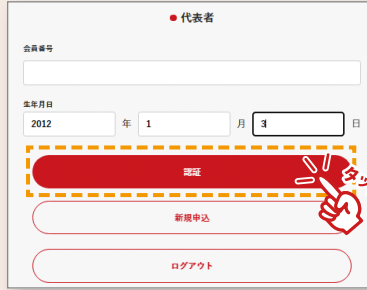 代表者
会員番号
生年月日
2012 年 1 月 3 日
認証
タッ
新規申込
ログアウト